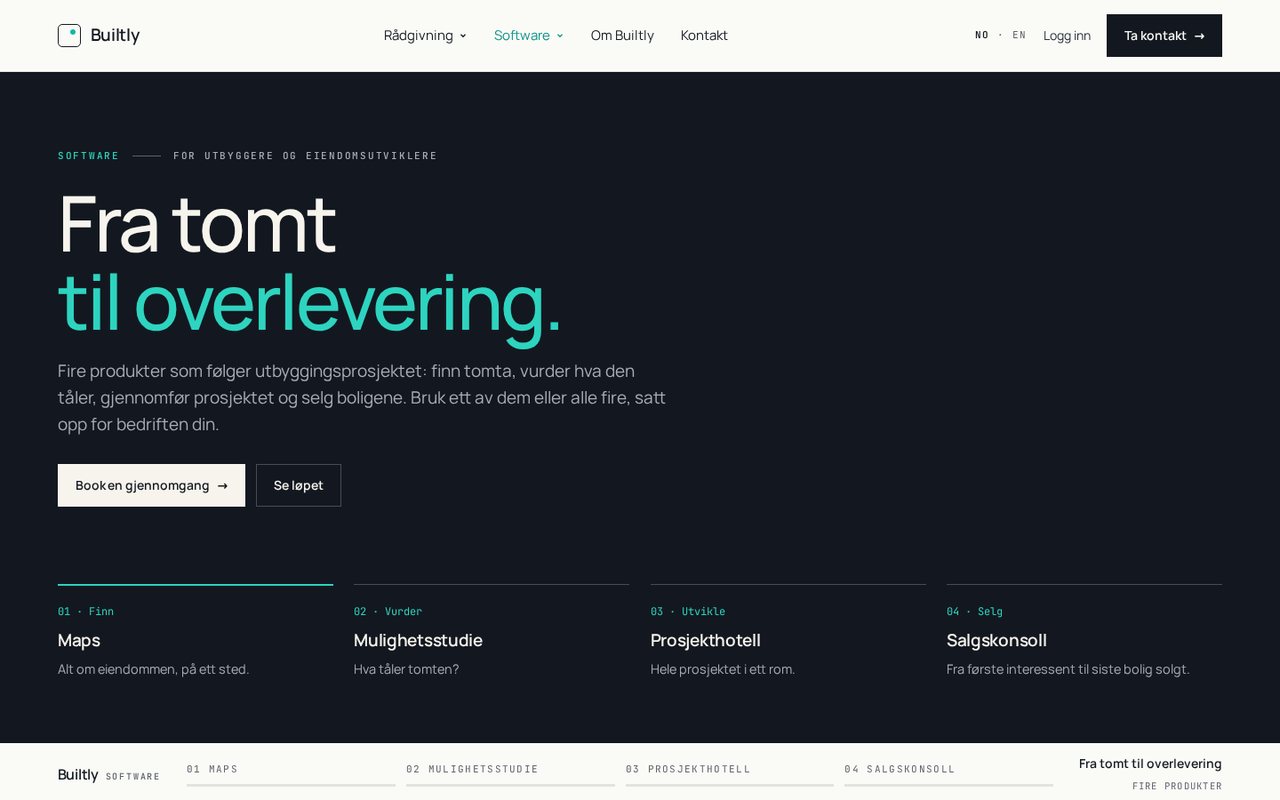 Builtly
Rådgivning
Software
Om Builtly
Kontakt
NO · EN
Logg inn
Ta kontakt →
SOFTWARE
FOR UTBYGGERE OG EIENDOMSUTVIKLERE
Fra tomt
til overlevering.
Fire produkter som følger utbyggingsprosjektet: finn tomta, vurder hva den
tåler, gjennomfør prosjektet og selg boligene. Bruk ett av dem eller alle fire, satt
opp for bedriften din.
Book en gjennomgang →
Se løpet
01 · Finn
Maps
Alt om eiendommen, på ett sted.
02 · Vurder
Mulighetsstudie
Hva tåler tomten?
03 · Utvikle
Prosjekthotell
Hele prosjektet i ett rom.
04 · Selg
Salgskonsoll
Fra første interessent til siste bolig solgt.
Builtly SOFTWARE
01 MAPS
02 MULIGHETSSTUDIE
03 PROSJEKTHOTELL
04 SALGSKONSOLL
Fra tomt til overlevering
FIRE PRODUKTER